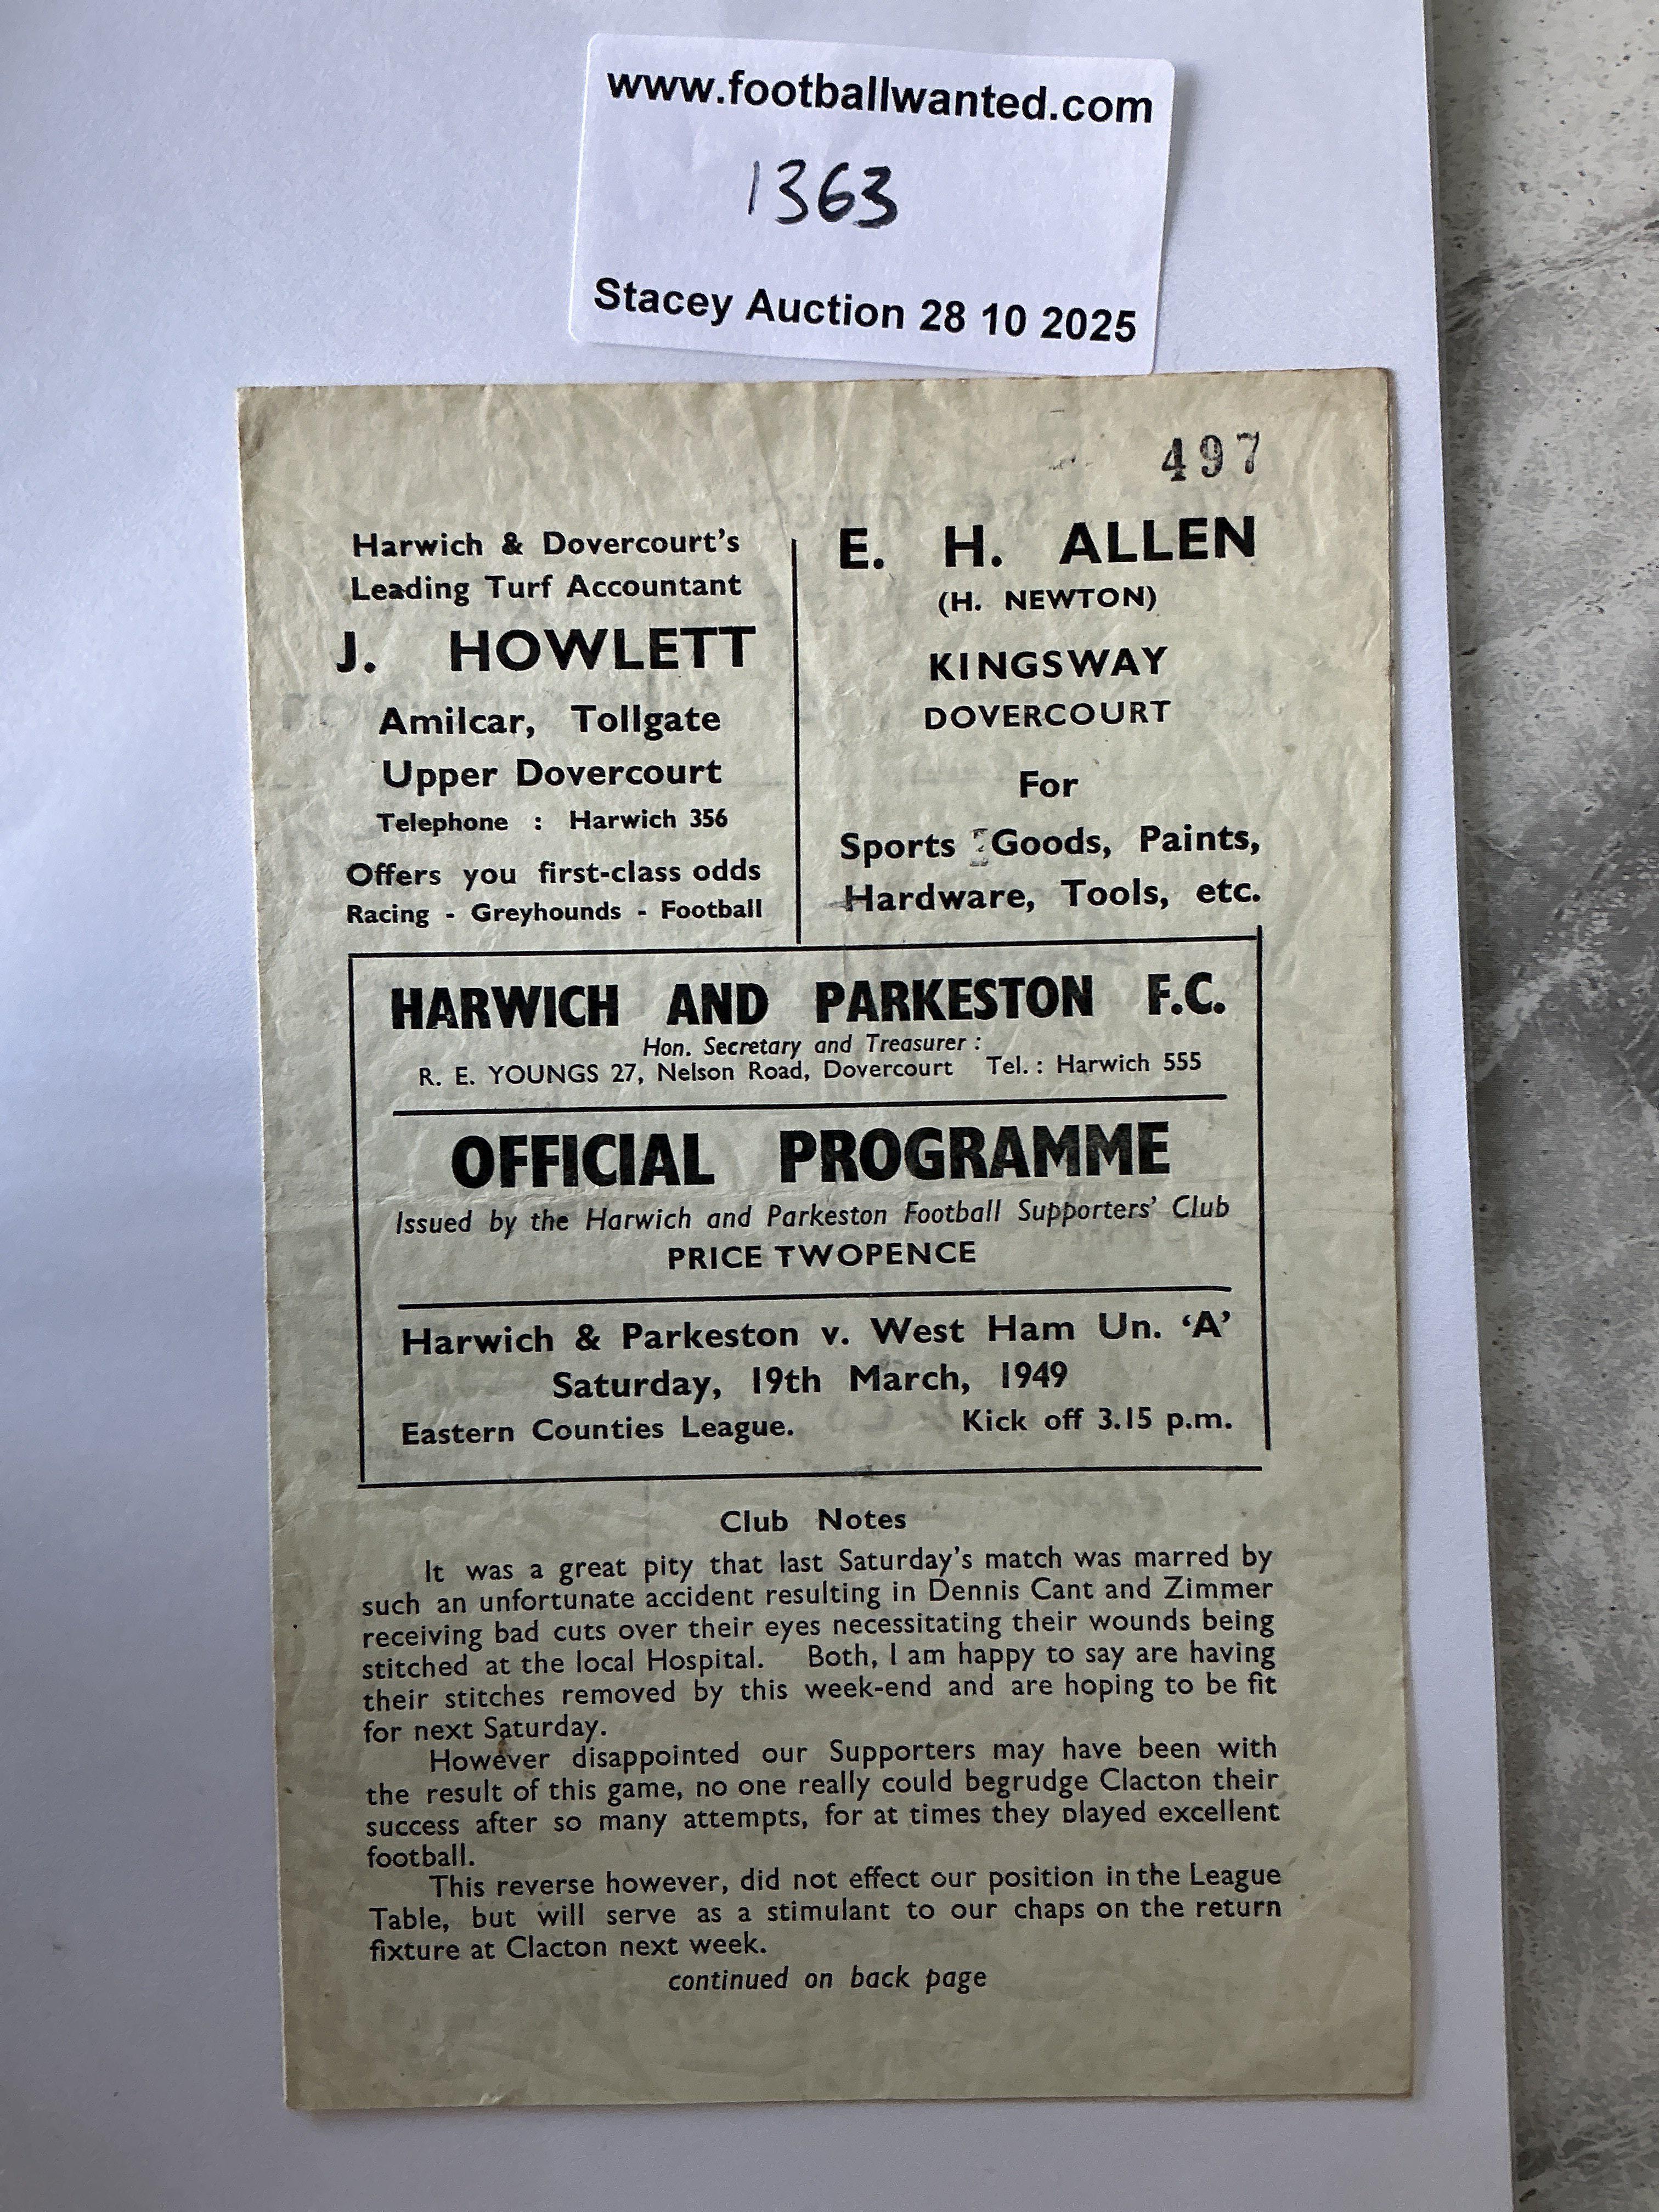 www.footballwanted.com
1363
Stacey Auction 28 10 2025
497
Harwich & Dovercourt's
Leading Turf Accountant
J. HOWLETT
Amilcar, Tollgate
Upper Dovercourt
Telephone : Harwich 356
Offers you first-class odds
Racing - Greyhounds - Football
E. H. ALLEN
(H. NEWTON)
KINGSWAY
DOVERCOURT
For
Sports Goods, Paints,
Hardware, Tools, etc.
HARWICH AND PARKESTON F.C.
Hon. Secretary and Treasurer :
R. E. YOUNGS 27, Nelson Road, Dovercourt Tel. : Harwich 555
OFFICIAL PROGRAMME
Issued by the Harwich and Parkeston Football Supporters' Club
PRICE TWOPENCE
Harwich & Parkeston v. West Ham Un. 'A'
Saturday, 19th March, 1949
Eastern Counties League. Kick off 3.15 p.m.
Club Notes
It was a great pity that last Saturday's match was marred by
such an unfortunate accident resulting in Dennis Cant and Zimmer
receiving bad cuts over their eyes necessitating their wounds being
stitched at the local Hospital. Both, I am happy to say are having
their stitches removed by this week-end and are hoping to be fit
for next Saturday.
However disappointed our Supporters may have been with
the result of this game, no one really could begrudge Clacton their
success after so many attempts, for at times they played excellent
football.
This reverse however, did not effect our position in the League
Table, but will serve as a stimulant to our chaps on the return
fixture at Clacton next week.
continued on back page